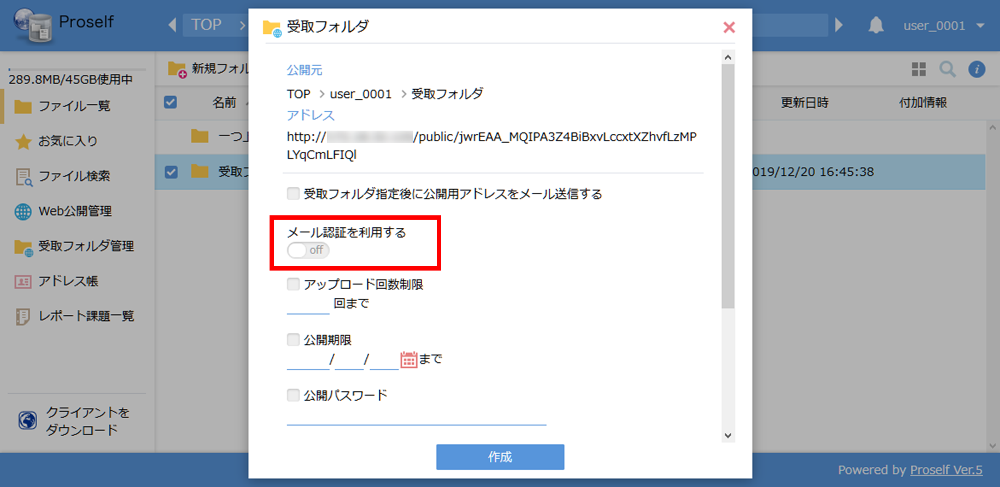 Proself
TOP
user_0001
289.8MB/45GB使用中
ファイル一覧
お気に入り
ファイル検索
Web公開管理
受取フォルダ管理
アドレス帳
レポート課題一覧
クライアントを
ダウンロード
新規フォル
名前
更新日時
付加情報
一つ上
受取フ
019/12/20 16:45:38
受取フォルダ
公開元
TOP > user_0001 > 受取フォルダ
アドレス
http:// /public/jwrEAA_MQIPA3Z4BiBxvLccxtXZhvfLzMP
LYqCmLFIQl
受取フォルダ指定後に公開用アドレスをメール送信する
メール認証を利用する
off
アップロード回数制限
回まで
公開期限
/ / まで
公開パスワード
作成
Powered by Proself Ver.5